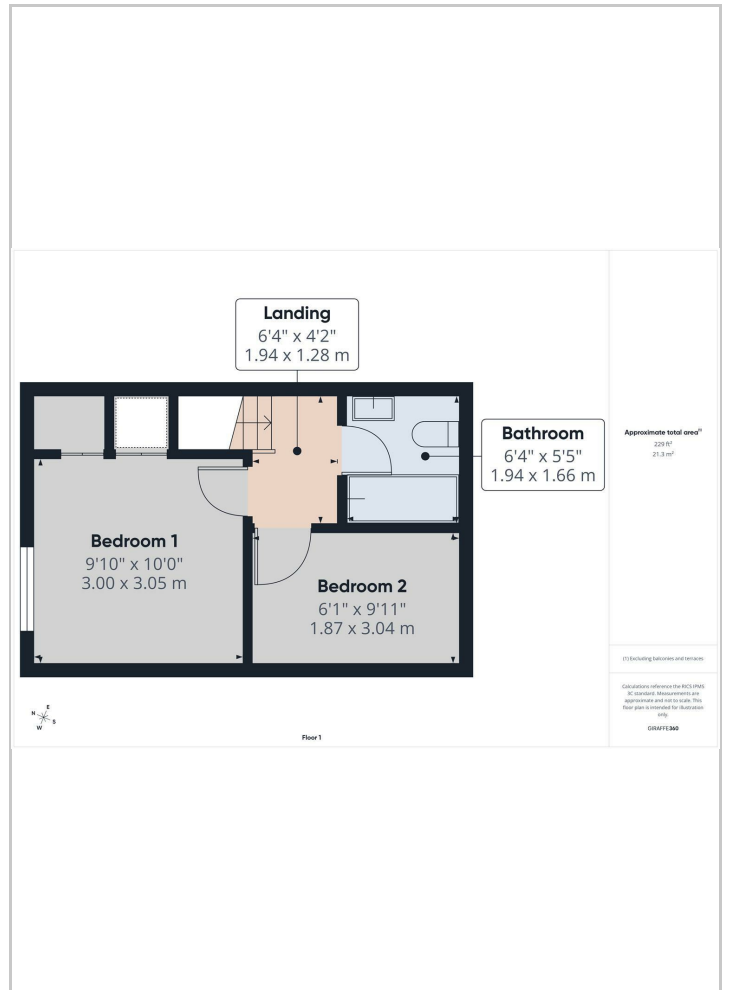 Landing
6'4" x 4'2"
1.94 x 1.28 m
Bathroom
6'4" x 5'5"
1.94 x 1.66 m
Bedroom 1
9'10" x 10'0"
3.00 x 3.05 m
Bedroom 2
6'1" x 9'11"
1.87 x 3.04 m
N
E
S
W
Floor 1
Approximate total area(1)
229 ft²
21.3 m²
(1) Excluding balconies and terraces
Calculations reference the RICS IPMS
3C standard. Measurements are
approximate and not to scale. This
floor plan is intended for illustration
only.
GIRAFFE360